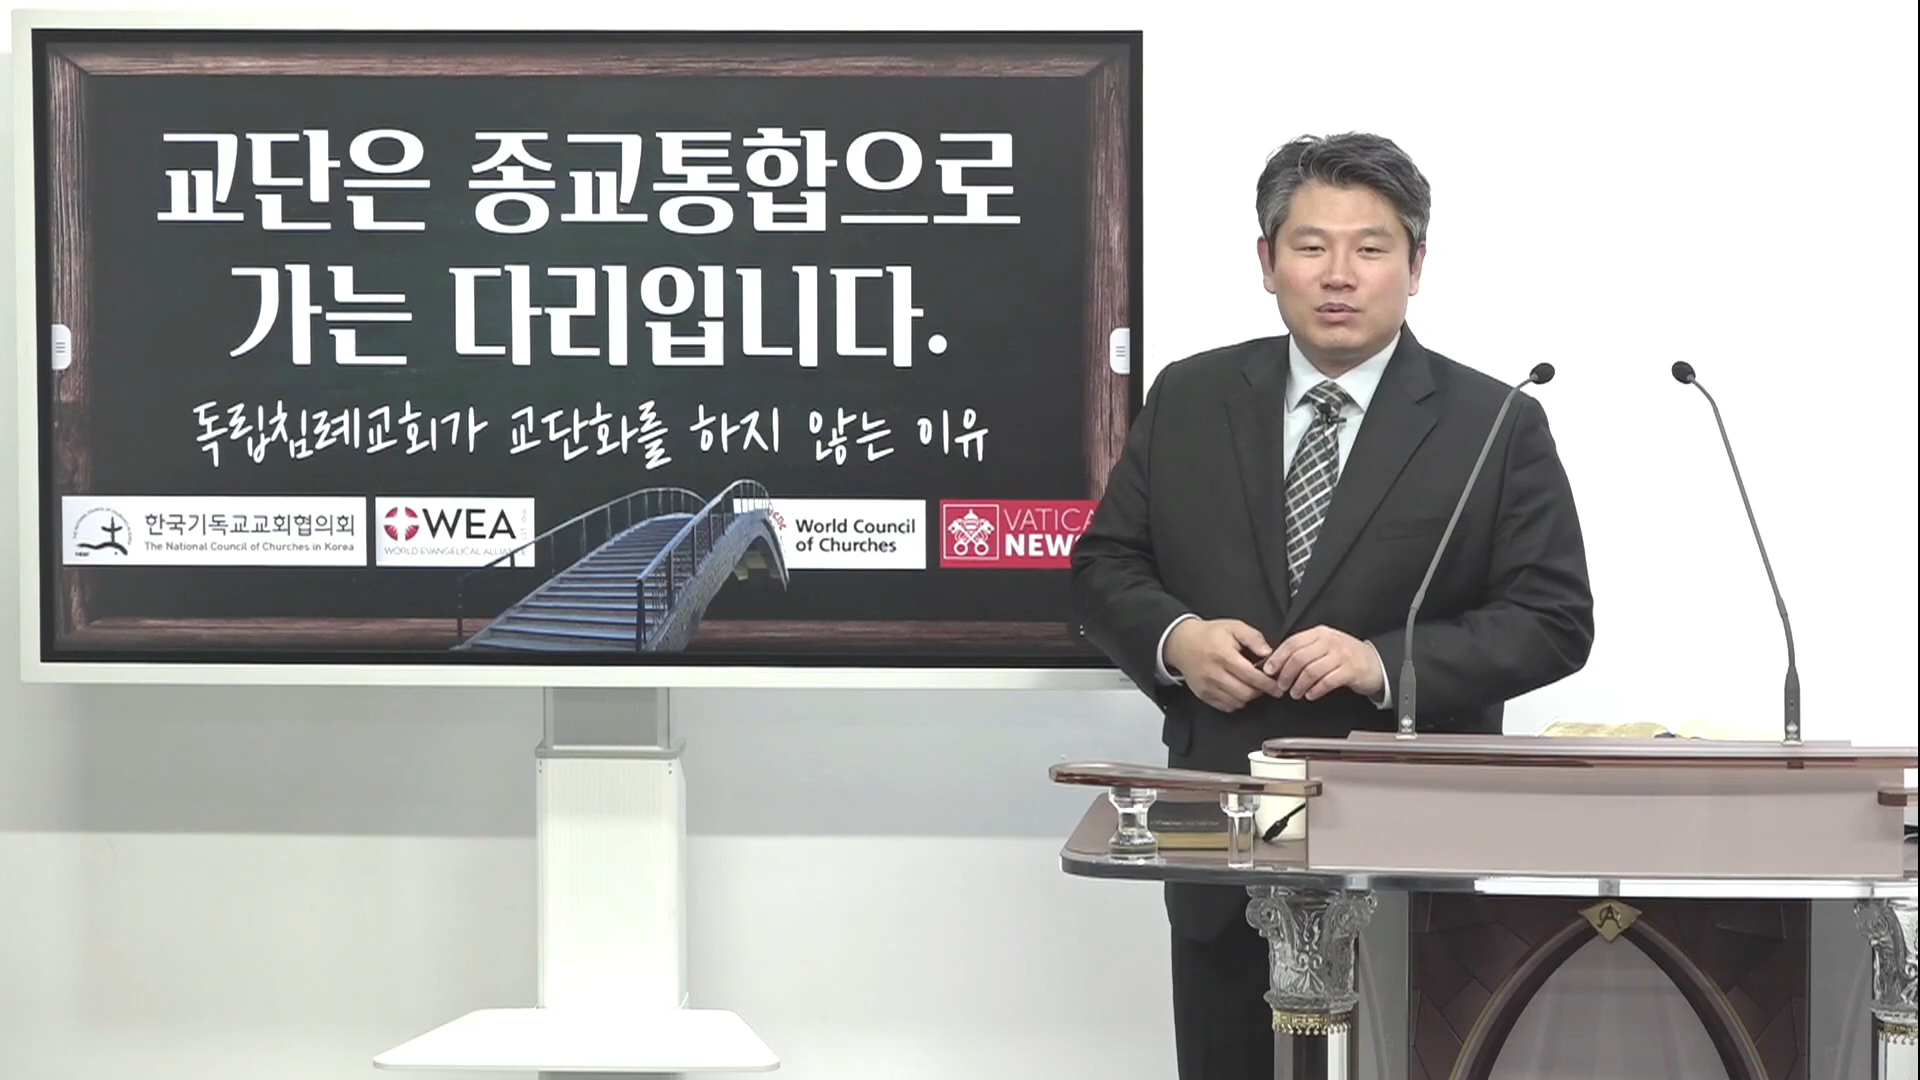 교단은 종교통합으로
가는 다리입니다.
독립침례교회가 교단화를 하지 않는 이유
한국기독교교회협의회
The National Council of Churches in Korea
WEA
WORLD EVANGELICAL
World Council
of Churches
VATICA
NEWS